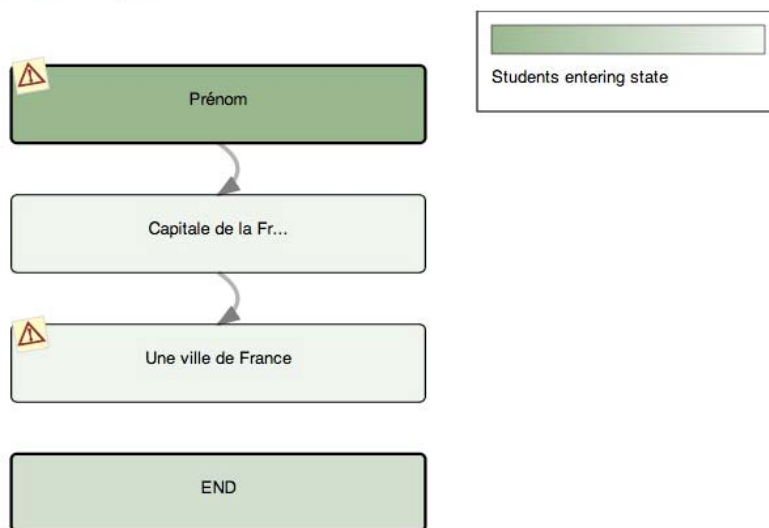 Prénom
Students entering state
Capitale de la Fr...
Une ville de France
END